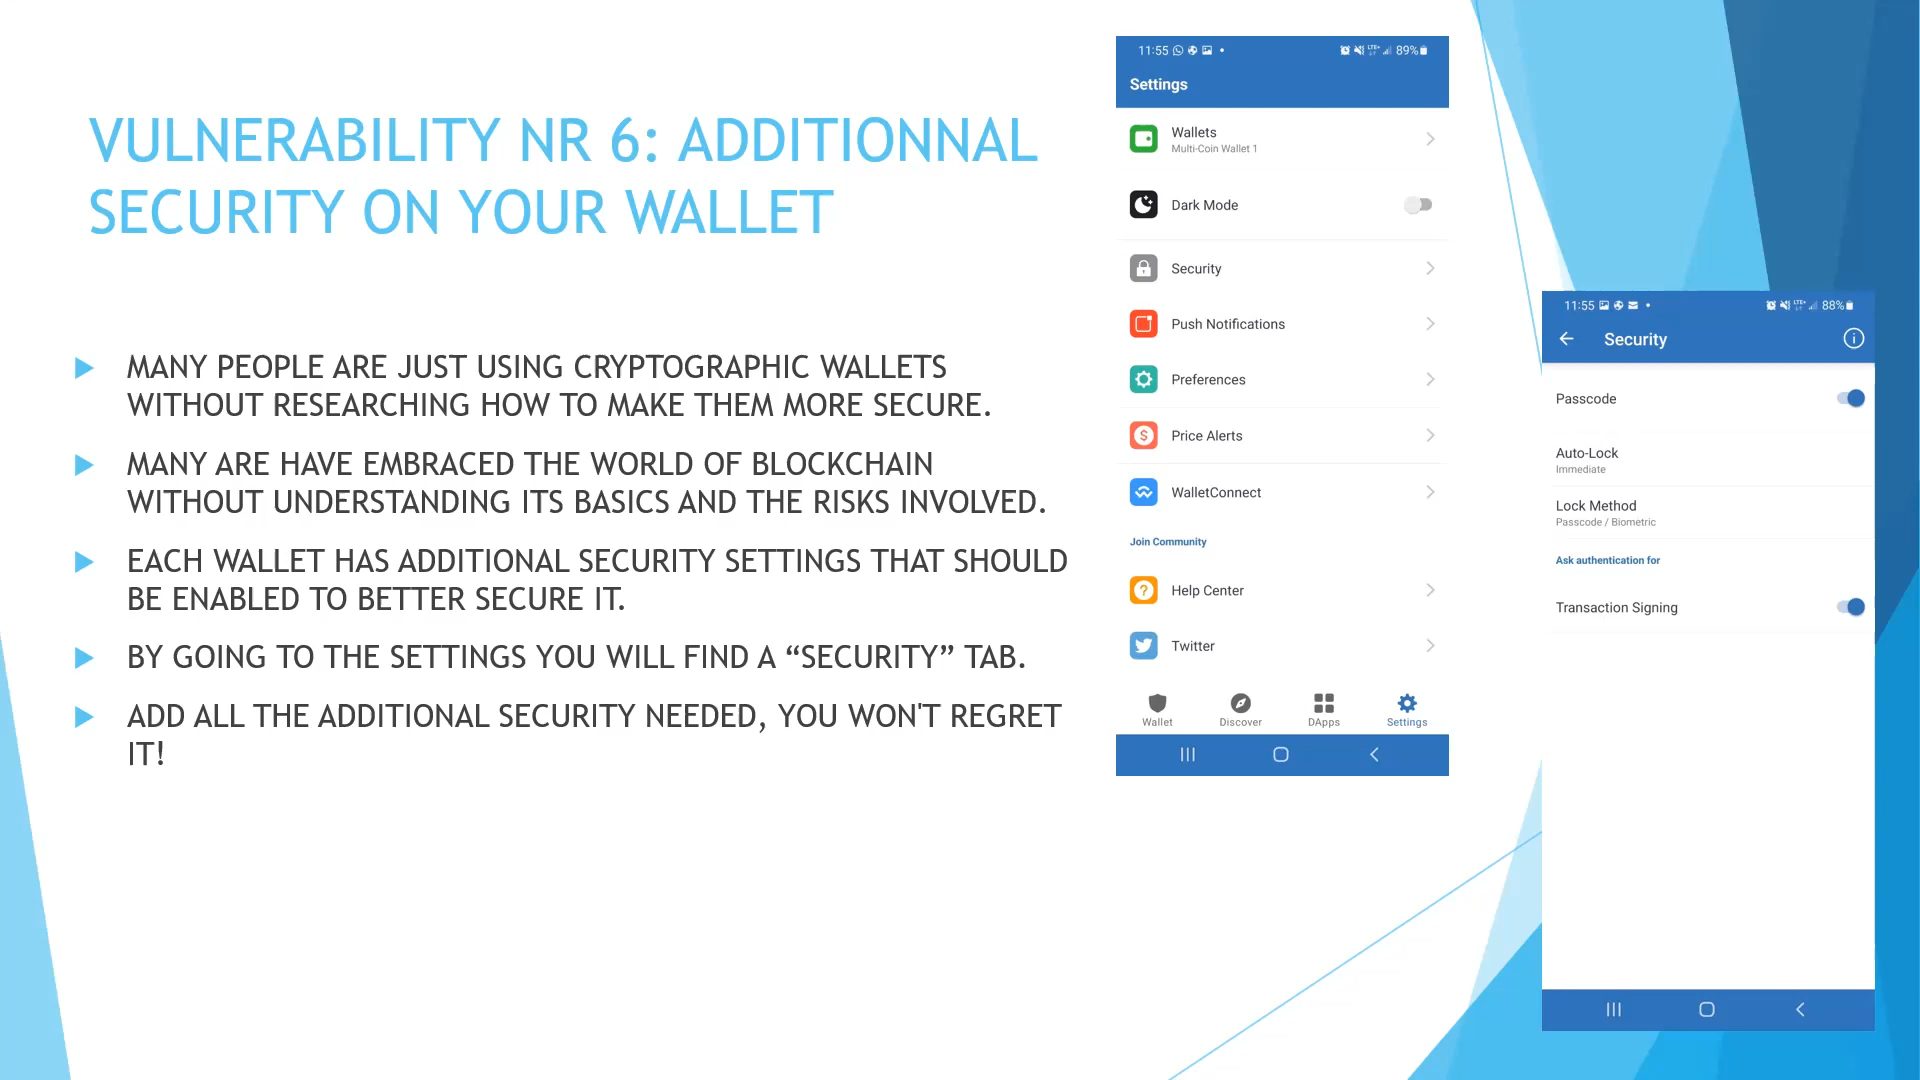 VULNERABILITY NR 6: ADDITIONNAL
SECURITY ON YOUR WALLET
MANY PEOPLE ARE JUST USING CRYPTOGRAPHIC WALLETS
WITHOUT RESEARCHING HOW TO MAKE THEM MORE SECURE.
MANY ARE HAVE EMBRACED THE WORLD OF BLOCKCHAIN
WITHOUT UNDERSTANDING ITS BASICS AND THE RISKS INVOLVED.
EACH WALLET HAS ADDITIONAL SECURITY SETTINGS THAT SHOULD
BE ENABLED TO BETTER SECURE IT.
BY GOING TO THE SETTINGS YOU WILL FIND A “SECURITY” TAB.
ADD ALL THE ADDITIONAL SECURITY NEEDED, YOU WON'T REGRET
IT!
11:55 89%
Settings
Wallets
Multi-Coin Wallet 1
Dark Mode
Security
Push Notifications
Preferences
Price Alerts
WalletConnect
Join Community
Help Center
Twitter
Wallet Discover DApps Settings
11:55 88%
Security
Passcode
Auto-Lock
Immediate
Lock Method
Passcode / Biometric
Ask authentication for
Transaction Signing